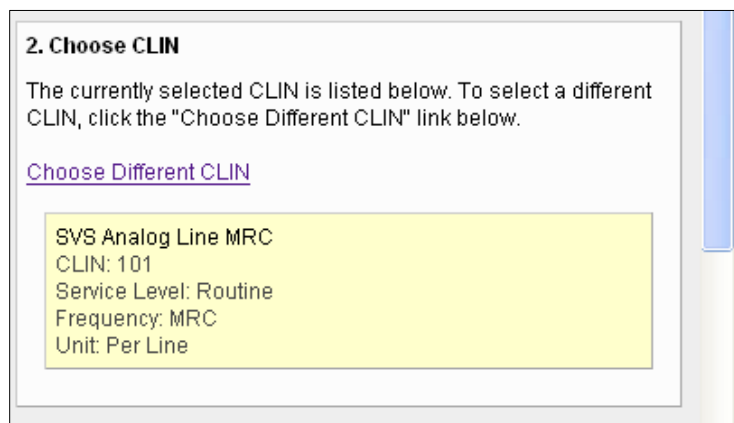 2. Choose CLIN
The currently selected CLIN is listed below. To select a different
CLIN, click the "Choose Different CLIN" link below.
Choose Different CLIN
SVS Analog Line MRC
CLIN: 101
Service Level: Routine
Frequency: MRC
Unit: Per Line